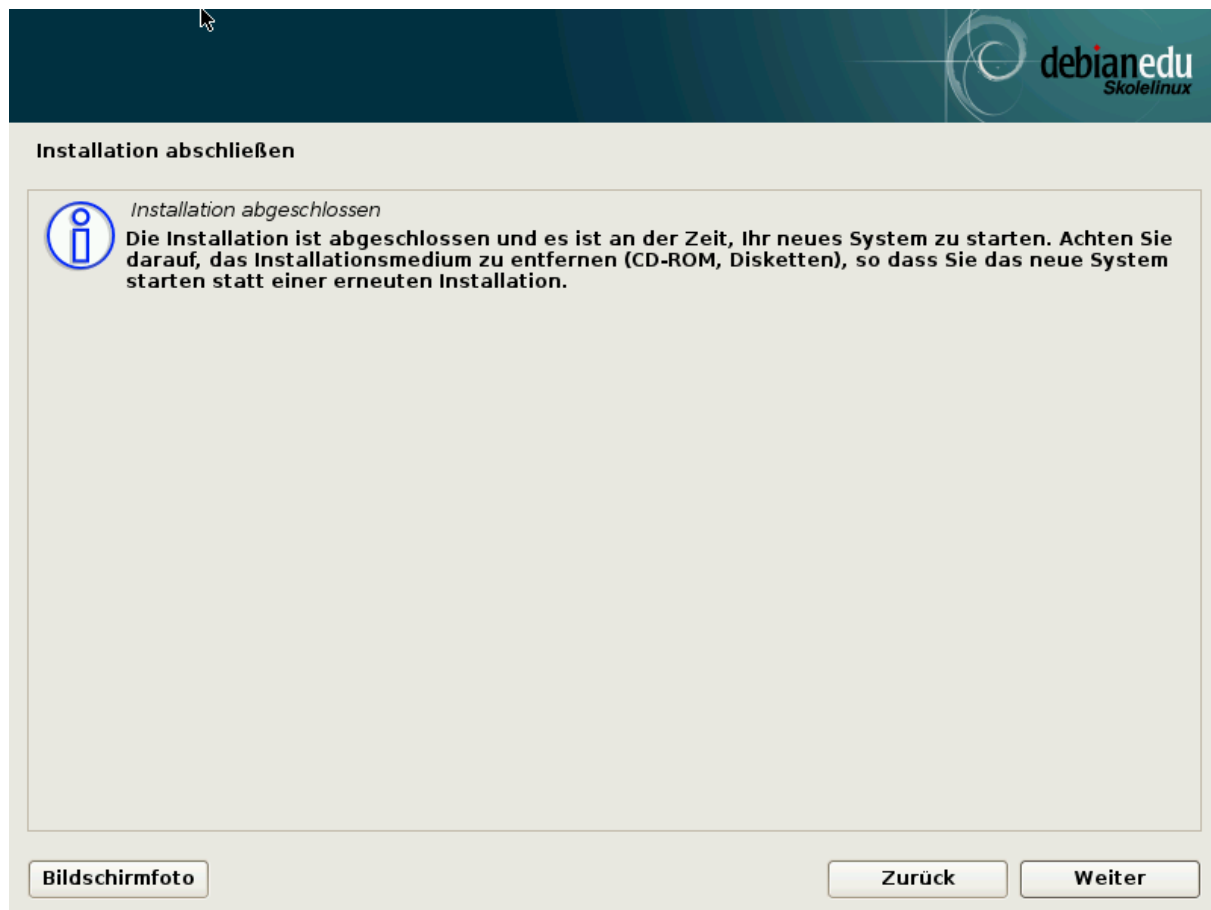 debianedu
Skolelinux
Installation abschließen
Installation abgeschlossen
Die Installation ist abgeschlossen und es ist an der Zeit, Ihr neues System zu starten. Achten Sie
darauf, das Installationsmedium zu entfernen (CD-ROM, Disketten), so dass Sie das neue System
starten statt einer erneuten Installation.
Bildschirmfoto
Zurück
Weiter